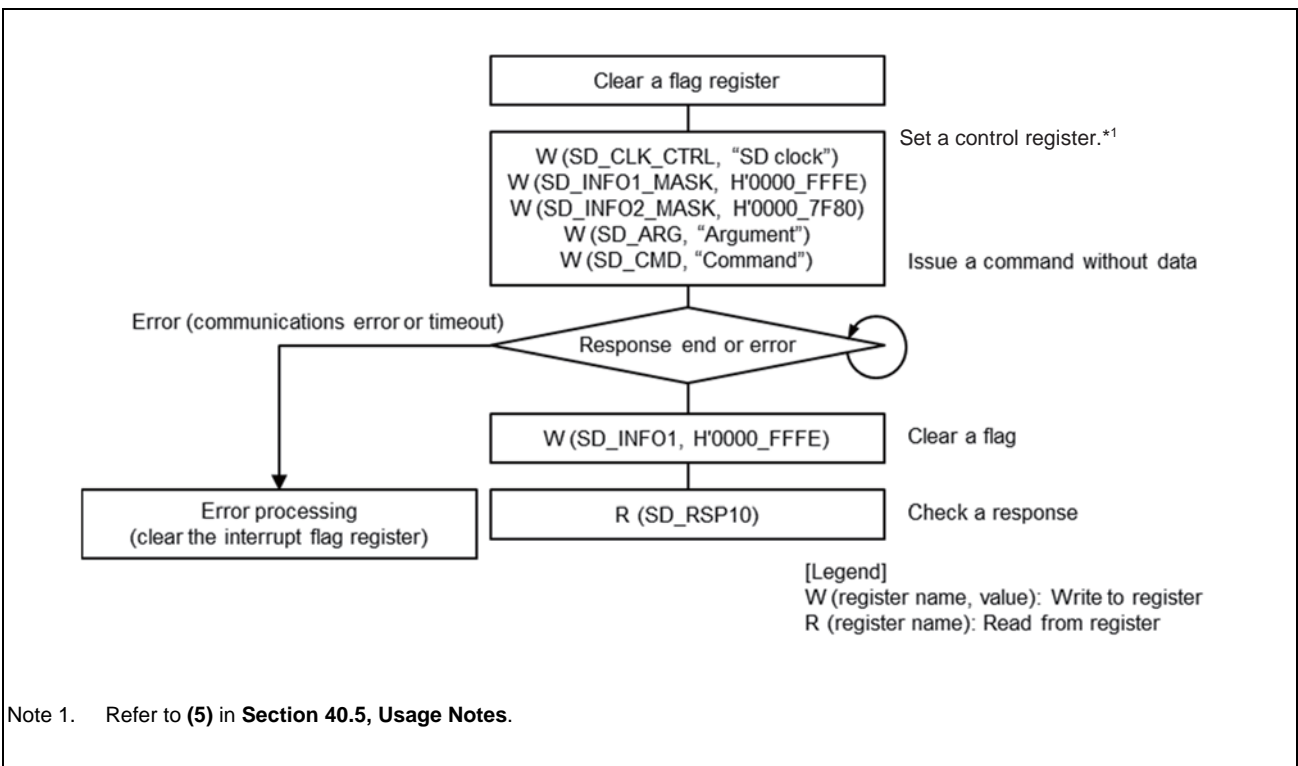 Clear a flag register
Set a control register.*1
W (SD_CLK_CTRL, “SD clock”)
W (SD_INFO1_MASK, H'0000_FFFE)
W (SD_INFO2_MASK, H'0000_7F80)
W (SD_ARG, “Argument”)
W (SD_CMD, “Command”)
Issue a command without data
Error (communications error or timeout)
Response end or error
W (SD_INFO1, H'0000_FFFE)
Clear a flag
Error processing
(clear the interrupt flag register)
R (SD_RSP10)
Check a response
[Legend]
W (register name, value): Write to register
R (register name): Read from register
Note 1. Refer to (5) in Section 40.5, Usage Notes.